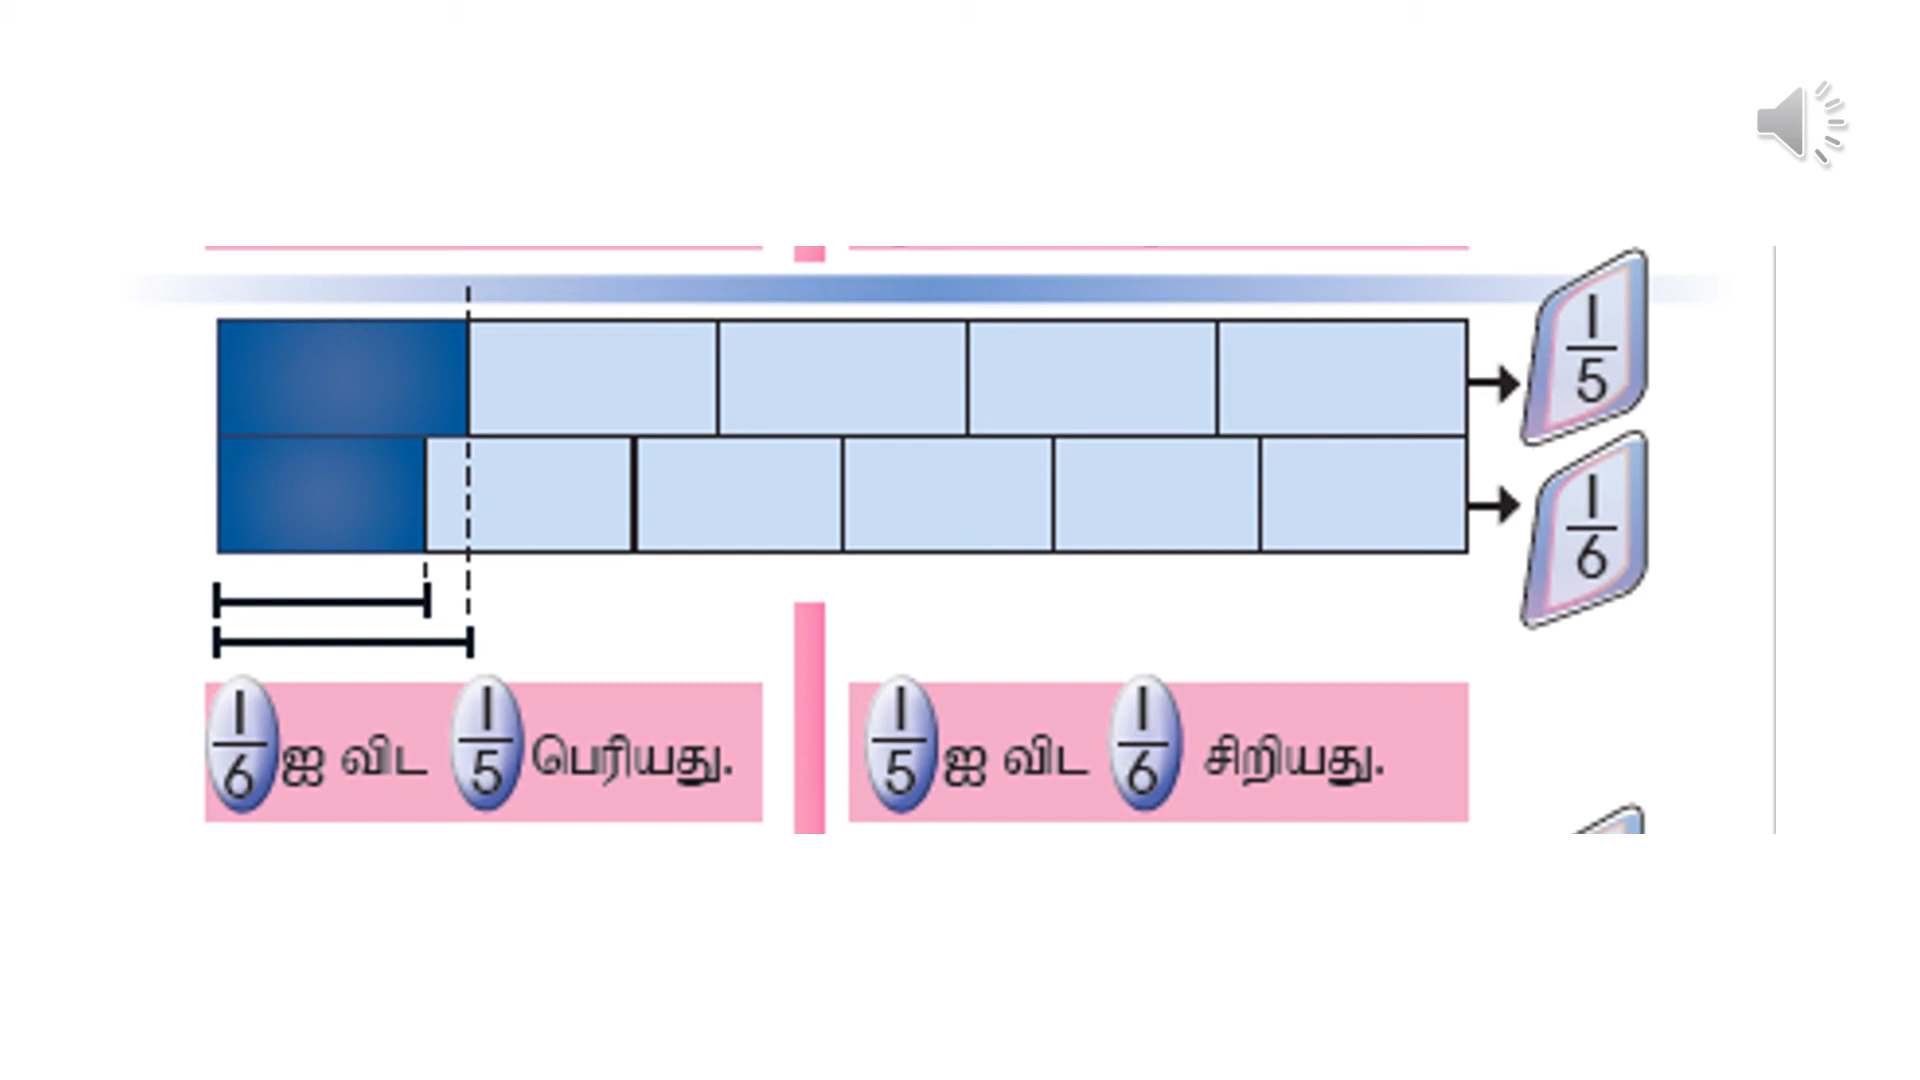 1/5
1/6
1/6 ஐ விட 1/5 பெரியது.
1/5 ஐ விட 1/6 சிறியது.